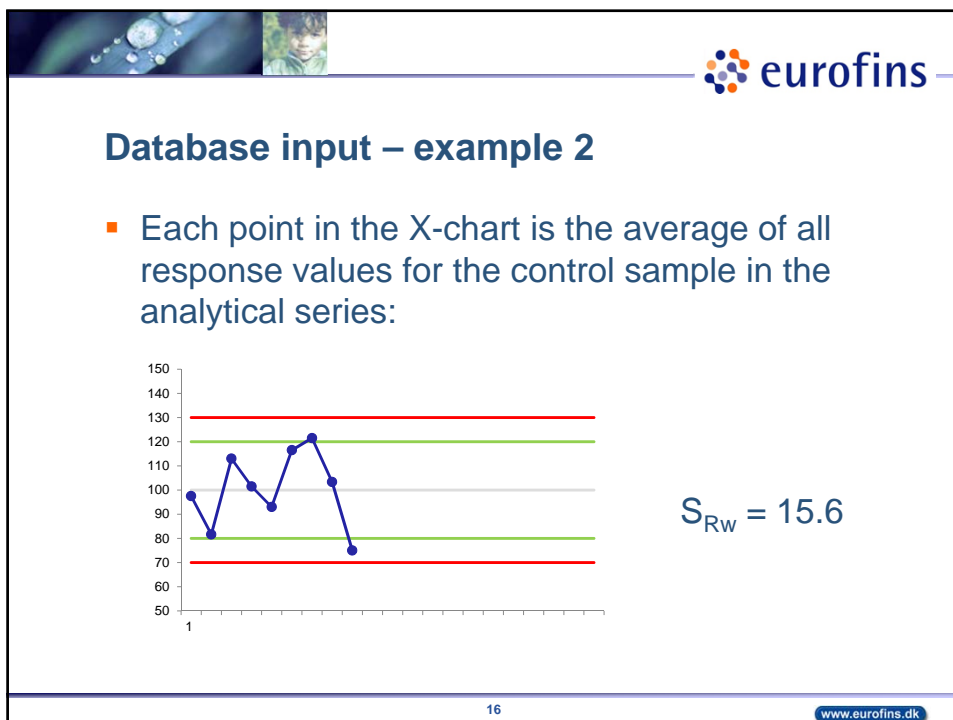 eurofins
Database input – example 2
▪ Each point in the X-chart is the average of all
response values for the control sample in the
analytical series:
150
140
130
120
110
100
90
80
70
60
50
1
S_Rw = 15.6
16
www.eurofins.dk